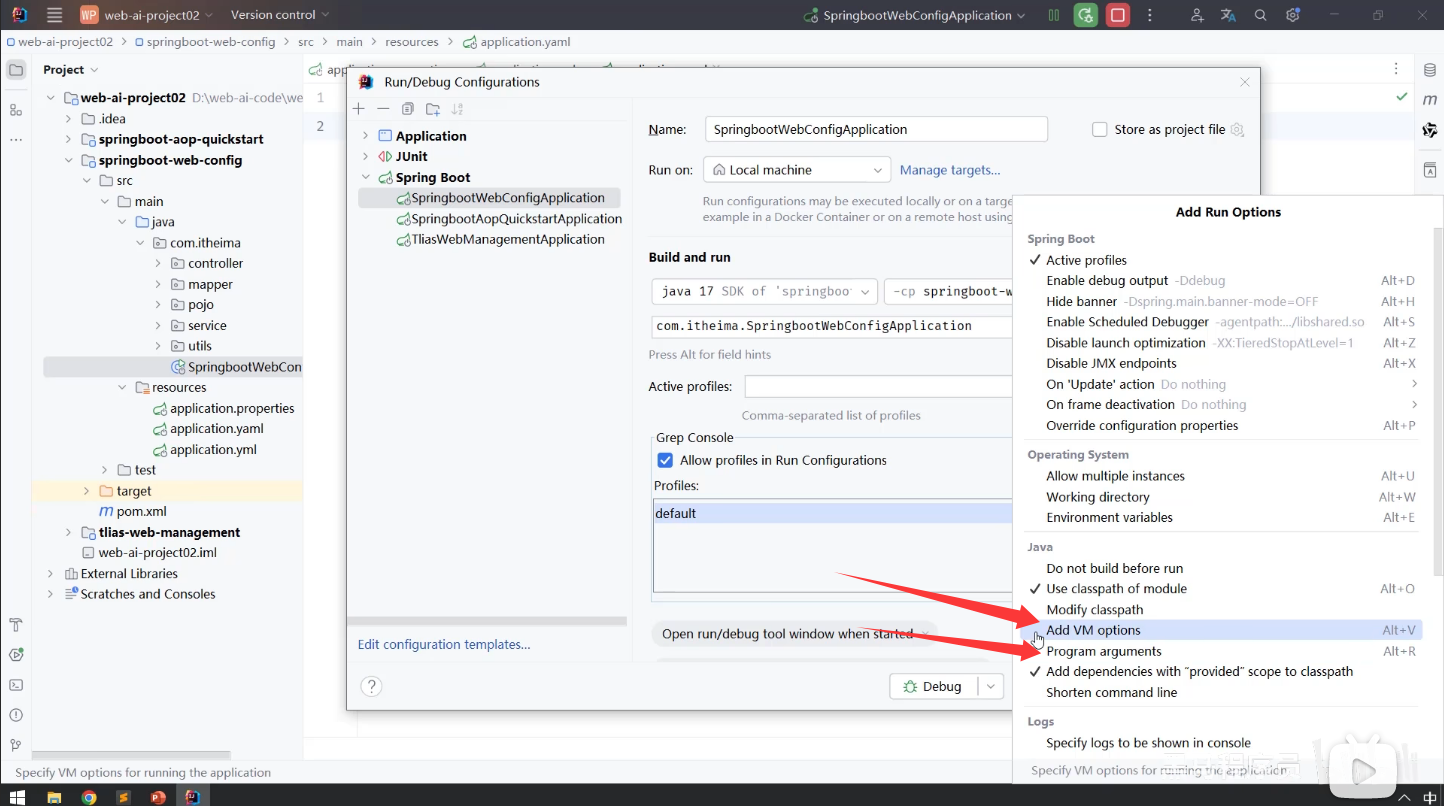 WP web-ai-project02 Version control SpringbootWebConfigApplication
web-ai-project02 springboot-web-config src main resources application.yaml
Project
web-ai-project02 D:\web-ai-code\we
.idea
springboot-aop-quickstart
springboot-web-config
src
main
java
com.itheima
controller
mapper
pojo
service
utils
SpringbootWebCon
resources
application.properties
application.yaml
application.yml
test
target
pom.xml
tlias-web-management
web-ai-project02.iml
External Libraries
Scratches and Consoles
1
2
Run/Debug Configurations
Application
JUnit
Spring Boot
SpringbootWebConfigApplication
SpringbootAopQuickstartApplication
TliasWebManagementApplication
Edit configuration templates...
?
Name: SpringbootWebConfigApplication Store as project file
Run on: Local machine Manage targets...
Run configurations may be executed locally or on a targe
example in a Docker Container or on a remote host using
Build and run
java 17 SDK of 'springboo -cp springboot-w
com.itheima.SpringbootWebConfigApplication
Press Alt for field hints
Active profiles:
Comma-separated list of profiles
Grep Console
Allow profiles in Run Configurations
Profiles:
default
Open run/debug tool window when started ×
Debug
Add Run Options
Spring Boot
Active profiles
Enable debug output -Ddebug Alt+D
Hide banner -Dspring.main.banner-mode=OFF Alt+H
Enable Scheduled Debugger -agentpath:.../libshared.so Alt+S
Disable launch optimization -XX:TieredStopAtLevel=1 Alt+Z
Disable JMX endpoints Alt+X
On 'Update' action Do nothing
On frame deactivation Do nothing
Override configuration properties Alt+P
Operating System
Allow multiple instances Alt+U
Working directory Alt+W
Environment variables Alt+E
Java
Do not build before run
Use classpath of module Alt+O
Modify classpath
Add VM options Alt+V
Program arguments Alt+R
Add dependencies with “provided” scope to classpath
Shorten command line
Logs
Specify logs to be shown in console
Specify VM options for running the application
Specify VM options for running the application
中